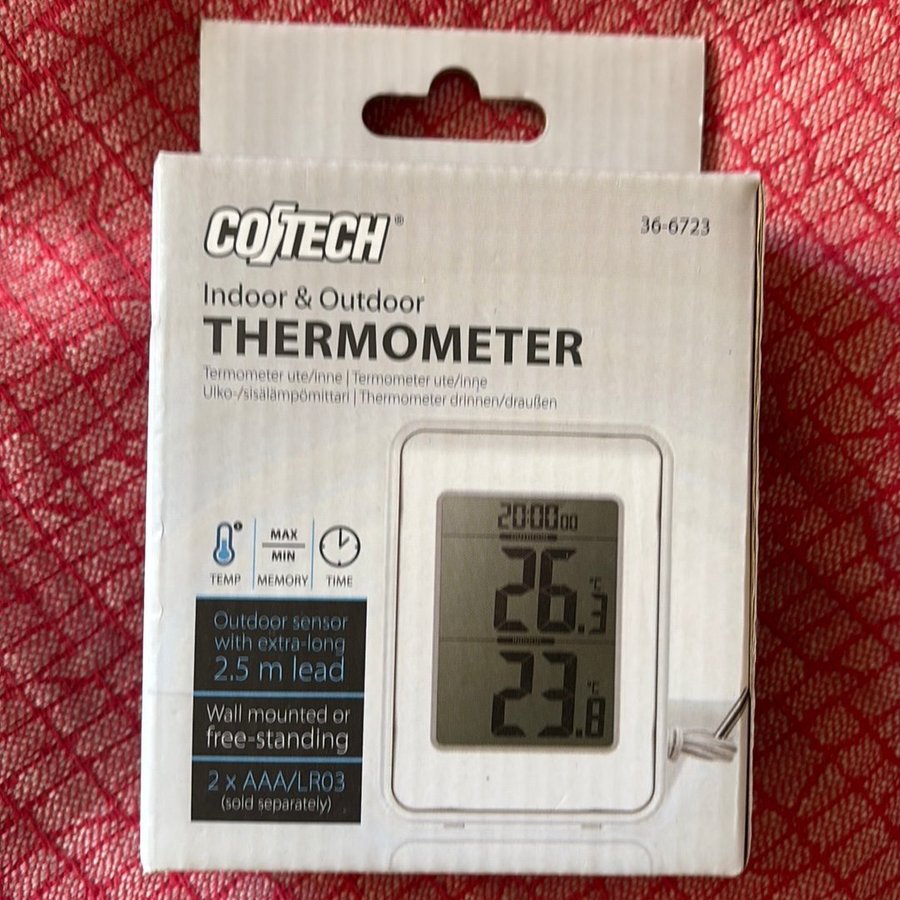 COTECH®
36-6723
Indoor & Outdoor
THERMOMETER
Termometer ute/inne | Termometer ute/inne
Ulko-/sisälämpömittari | Thermometer drinnen/draußen
TEMP
MAX
MIN
MEMORY
TIME
Outdoor sensor
with extra-long
2.5 m lead
Wall mounted or
free-standing
2 x AAA/LR03
(sold separately)
20:00 00
26.3 °C
23.8 °C